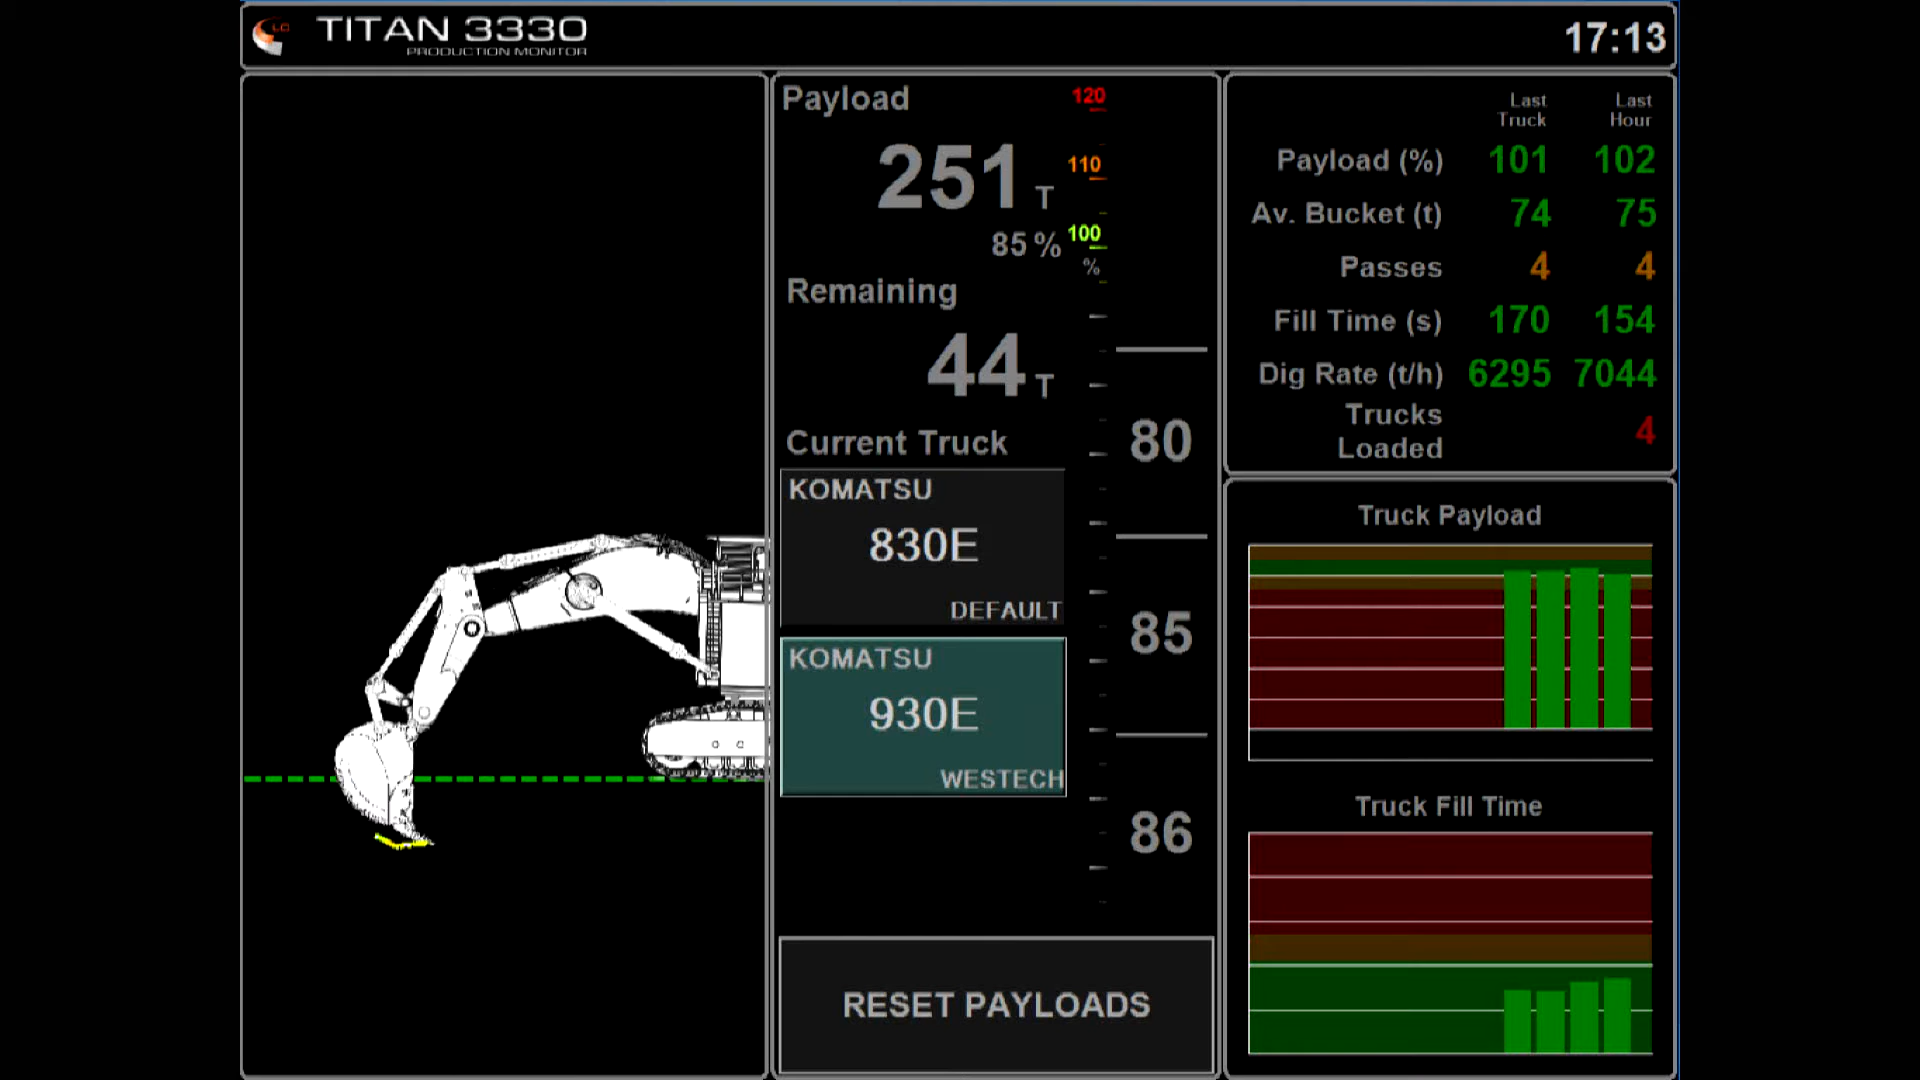 LO
TITAN 3330
PRODUCTION MONITOR
17:13
Payload
251 T
85 %
120
110
100
%
Remaining
44 T
Current Truck
KOMATSU
830E
DEFAULT
KOMATSU
930E
WESTECH
80
85
86
RESET PAYLOADS
Last Truck
Last Hour
Payload (%) 101 102
Av. Bucket (t) 74 75
Passes 4 4
Fill Time (s) 170 154
Dig Rate (t/h) 6295 7044
Trucks
Loaded 4
Truck Payload
Truck Fill Time